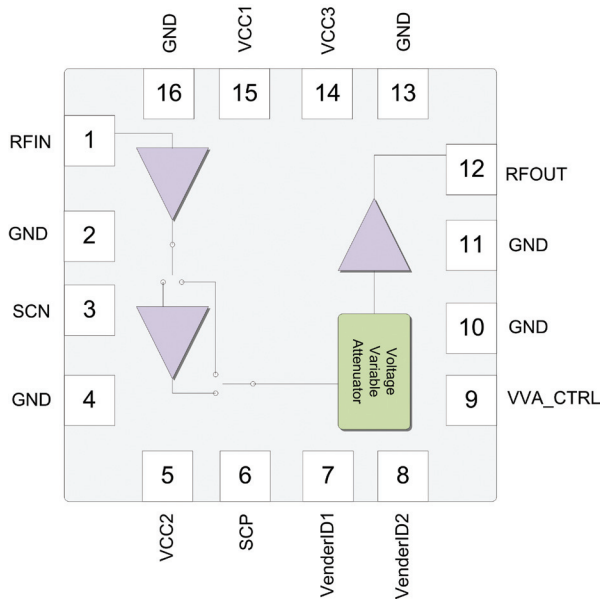 GND
VCC1
VCC3
GND
16
15
14
13
RFIN
1
12
RFOUT
GND
2
11
GND
SCN
3
10
GND
Voltage
Variable
Attenuator
GND
4
9
VVA_CTRL
5
6
7
8
VCC2
SCP
VenderID1
VenderID2